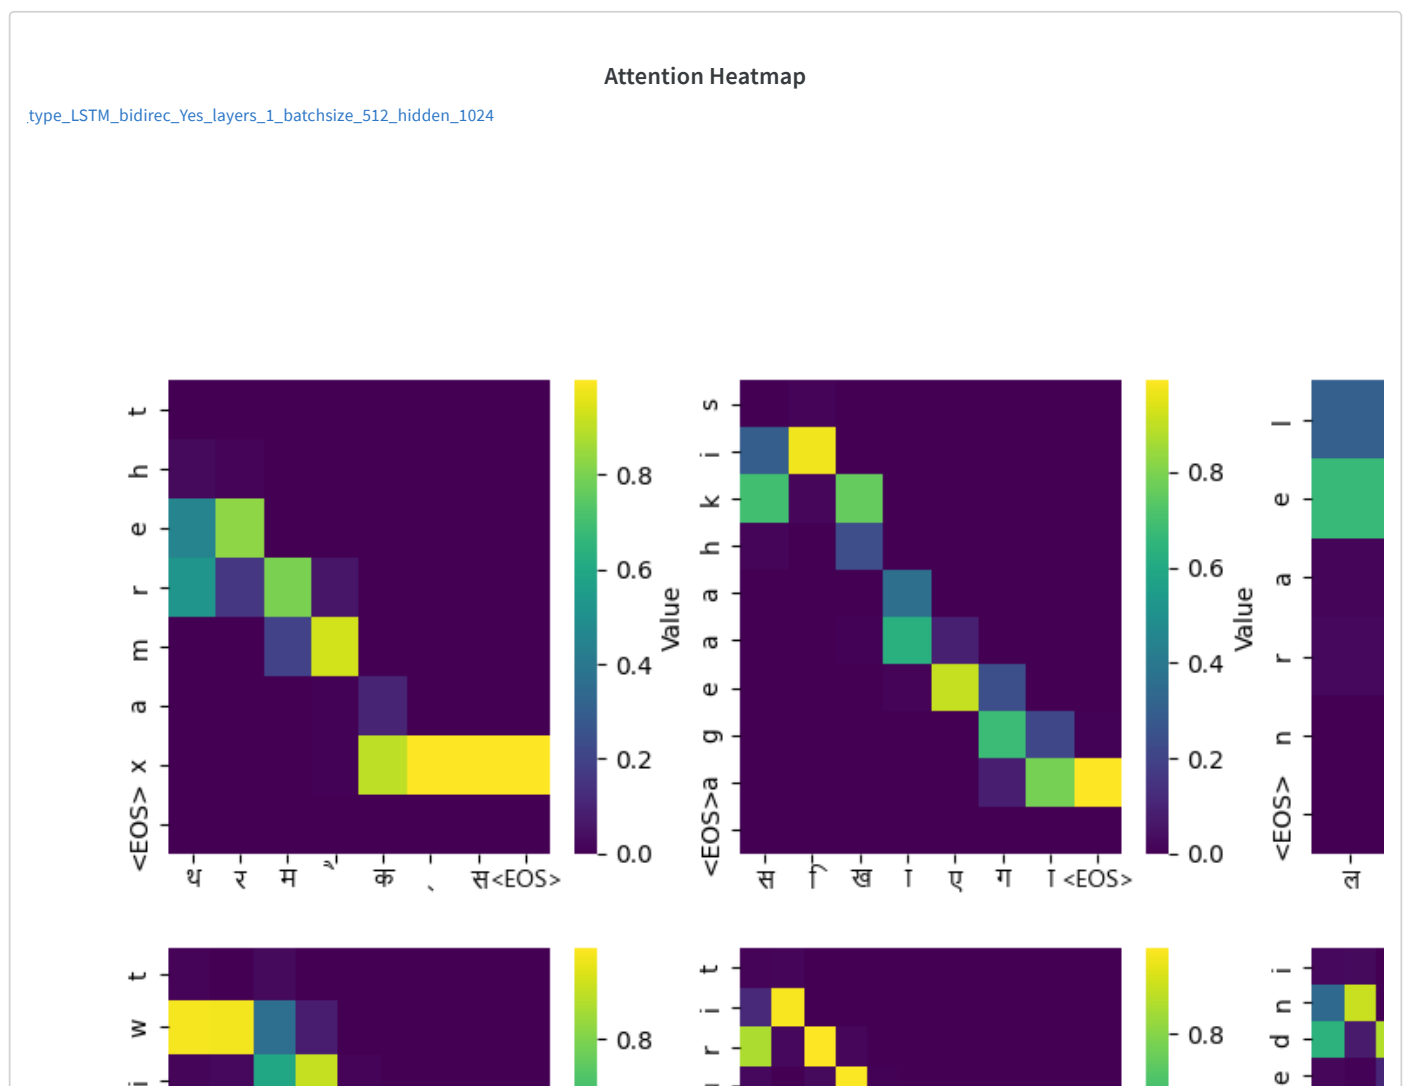 Attention Heatmap
_type_LSTM_bidirec_Yes_layers_1_batchsize_512_hidden_1024
t
h
e
r
m
a
x
<EOS>
0.8
0.6
0.4
0.2
0.0
Value
थ र म ै क ् स <EOS>
s
i
k
h
a
a
e
g
a
<EOS>
0.8
0.6
0.4
0.2
0.0
Value
स ि ख ा ए ग ा <EOS>
l
e
a
r
n
<EOS>
ल
t
w
i
0.8
t
i
r
0.8
i
n
d
e